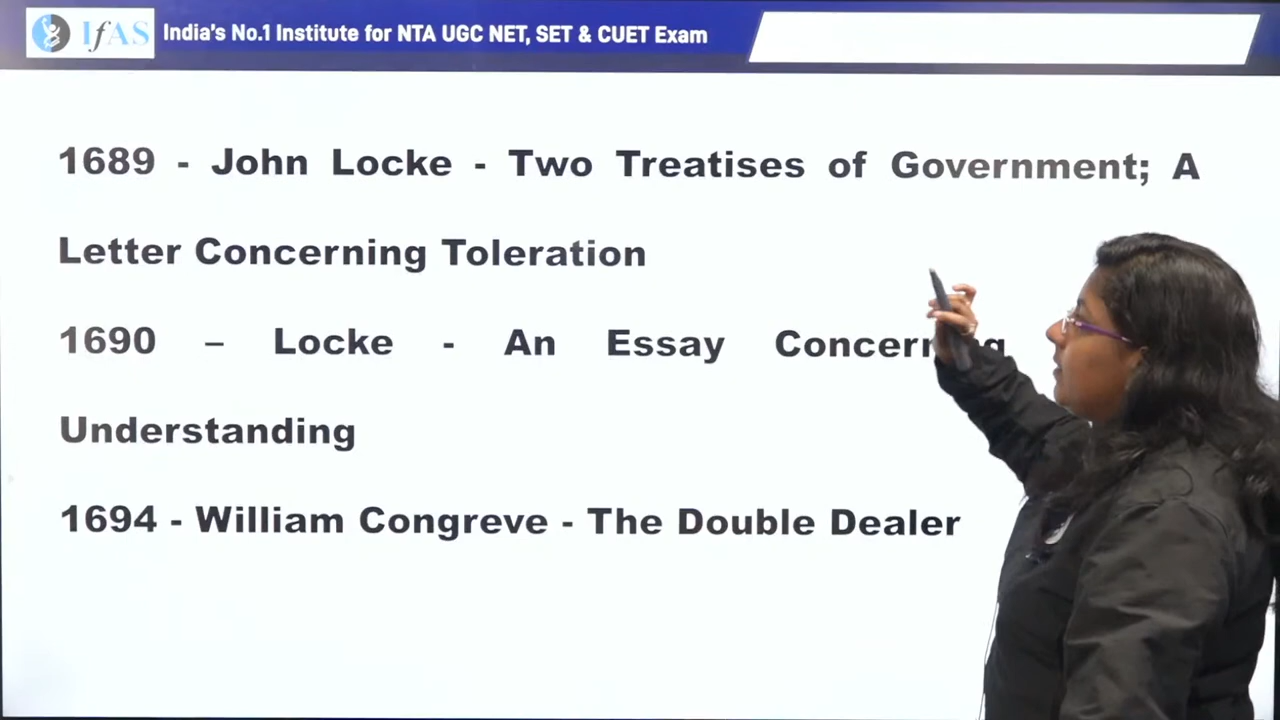 IfAS India's No.1 Institute for NTA UGC NET, SET & CUET Exam
1689 - John Locke - Two Treatises of Government; A
Letter Concerning Toleration
1690 – Locke - An Essay Concerning
Understanding
1694 - William Congreve - The Double Dealer